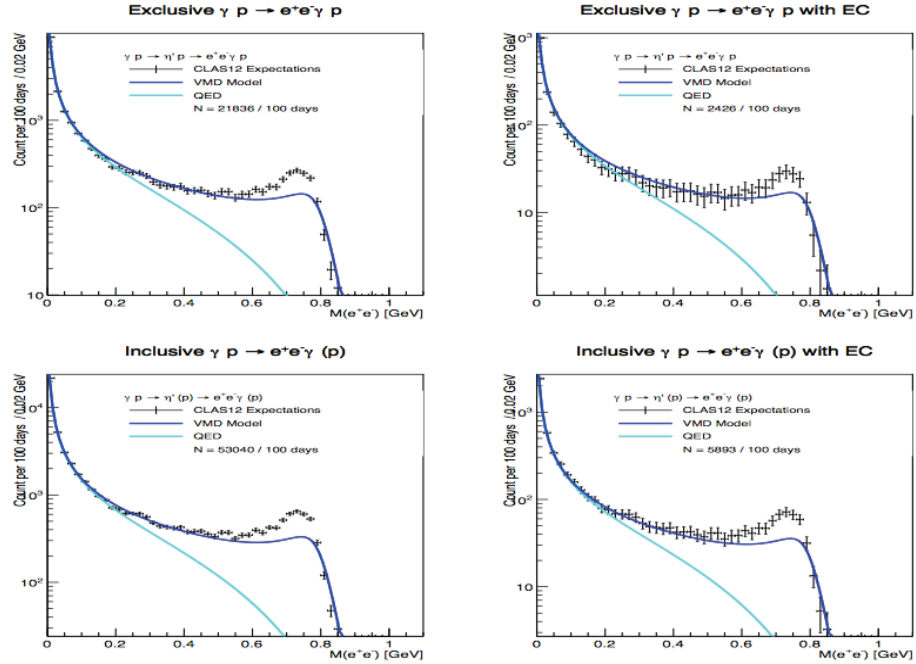 Exclusive γ p → e⁺e⁻γ p
Count per 100 days / 0.02 GeV
γ p → η' p → e⁺e⁻γ p
CLAS12 Expectations
VMD Model
QED
N = 21836 / 100 days
10³
10²
10
0 0.2 0.4 0.6 0.8 1
M(e⁺e⁻) [GeV]
Exclusive γ p → e⁺e⁻γ p with EC
Count per 100 days / 0.02 GeV
γ p → η' p → e⁺e⁻γ p
CLAS12 Expectations
VMD Model
QED
N = 2426 / 100 days
10³
10²
10
0 0.2 0.4 0.6 0.8 1
M(e⁺e⁻) [GeV]
Inclusive γ p → e⁺e⁻γ (p)
Count per 100 days / 0.02 GeV
γ p → η' (p) → e⁺e⁻γ (p)
CLAS12 Expectations
VMD Model
QED
N = 53040 / 100 days
10⁴
10³
10²
0 0.2 0.4 0.6 0.8 1
M(e⁺e⁻) [GeV]
Inclusive γ p → e⁺e⁻γ (p) with EC
Count per 100 days / 0.02 GeV
γ p → η' (p) → e⁺e⁻γ (p)
CLAS12 Expectations
VMD Model
QED
N = 5893 / 100 days
10³
10²
10
0 0.2 0.4 0.6 0.8 1
M(e⁺e⁻) [GeV]